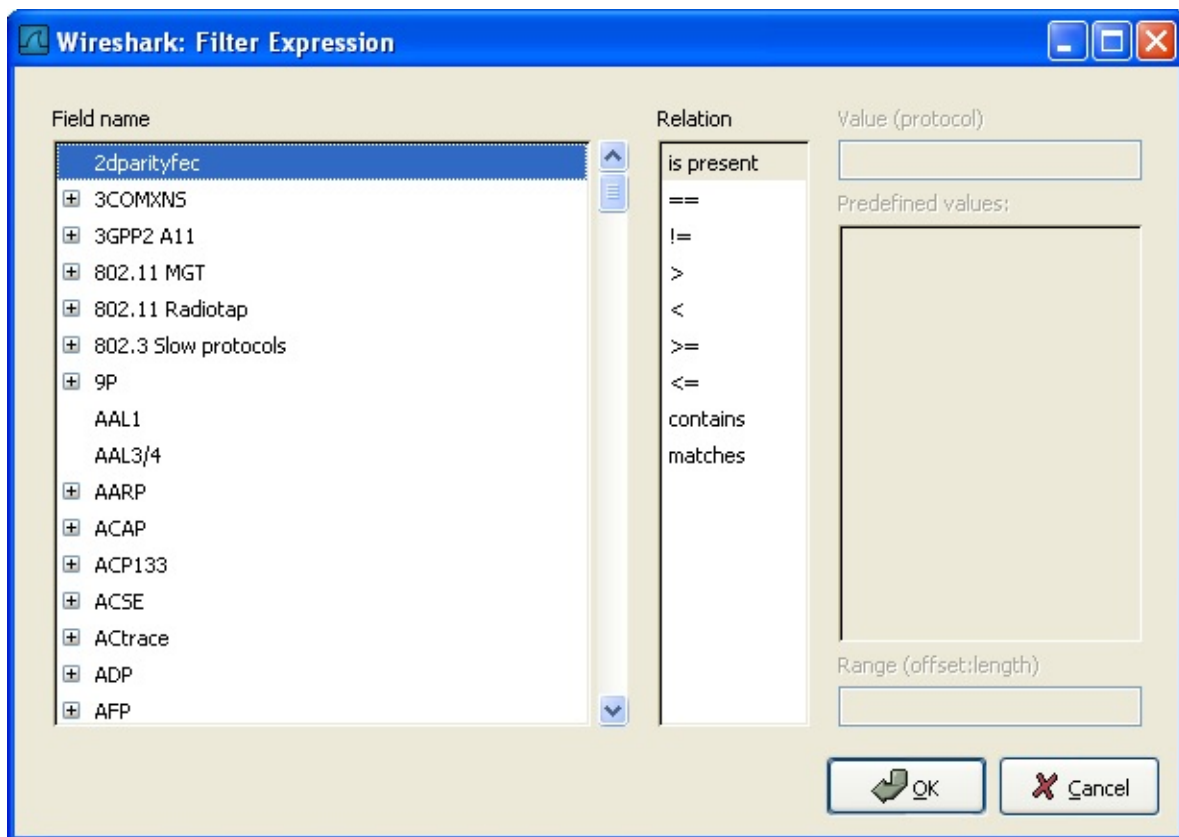 Wireshark: Filter Expression
Field name
2dparityfec
3COMXNS
3GPP2 A11
802.11 MGT
802.11 Radiotap
802.3 Slow protocols
9P
AAL1
AAL3/4
AARP
ACAP
ACP133
ACSE
ACtrace
ADP
AFP
Relation
is present
==
!=
>
<
>=
<=
contains
matches
Value (protocol)
Predefined values:
Range (offset:length)
OK
Cancel